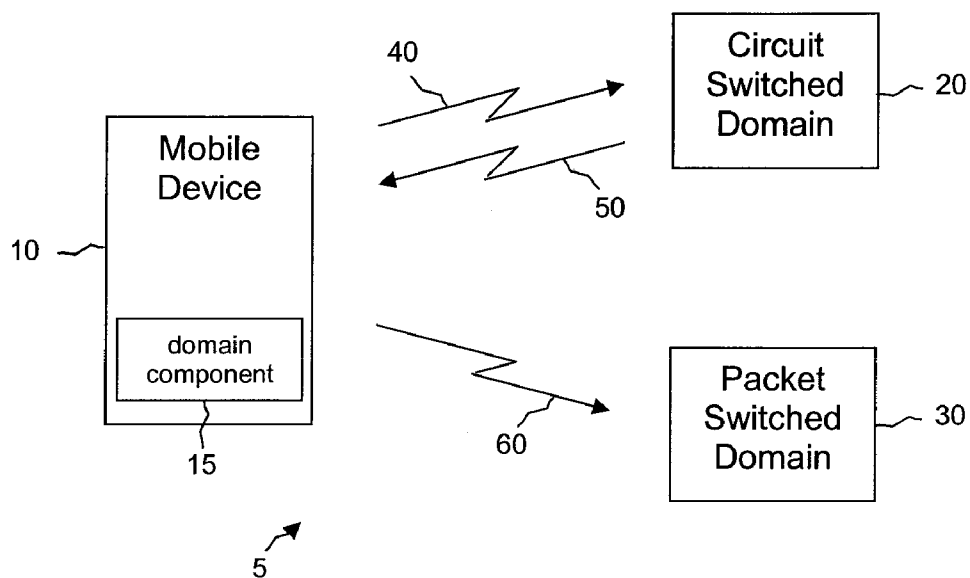 40
Circuit
Switched
Domain
20
Mobile
Device
50
10
domain
component
15
60
Packet
Switched
Domain
30
5